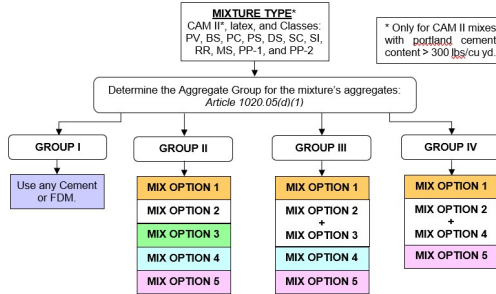 MIXTURE TYPE*
CAM II*, latex, and Classes:
PV, BS, PC, PS, DS, SC, SI,
RR, MS, PP-1, and PP-2
* Only for CAM II mixes
with portland cement
content > 300 lbs/cu yd.
Determine the Aggregate Group for the mixture's aggregates:
Article 1020.05(d)(1)
GROUP I
GROUP II
GROUP III
GROUP IV
Use any Cement
or FDM.
MIX OPTION 1
MIX OPTION 2
MIX OPTION 3
MIX OPTION 4
MIX OPTION 5
MIX OPTION 1
MIX OPTION 2
+
MIX OPTION 3
MIX OPTION 4
MIX OPTION 5
MIX OPTION 1
MIX OPTION 2
+
MIX OPTION 4
MIX OPTION 5